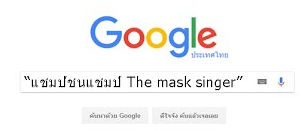 Google
ประเทศไทย
“แชมป์ชนแชมป์ The mask singer”
ค้นหาด้วย Google
ดีใจจัง ค้นแล้วเจอเลย